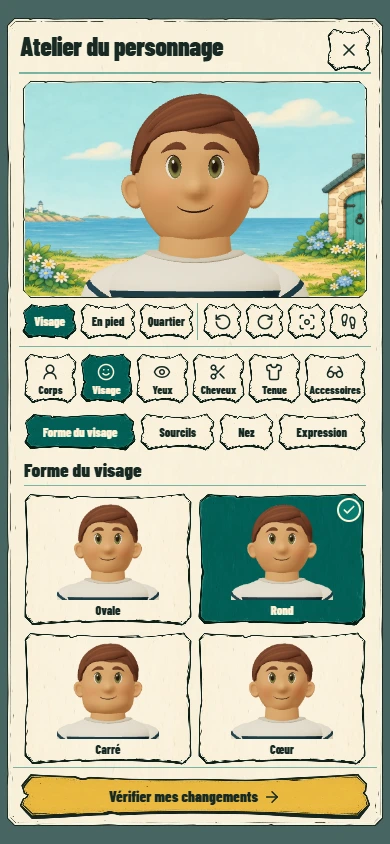 Atelier du personnage
Visage En pied Quartier
Corps Visage Yeux Cheveux Tenue Accessoires
Forme du visage Sourcils Nez Expression
Forme du visage
Ovale Rond
Carré Cœur
Vérifier mes changements →